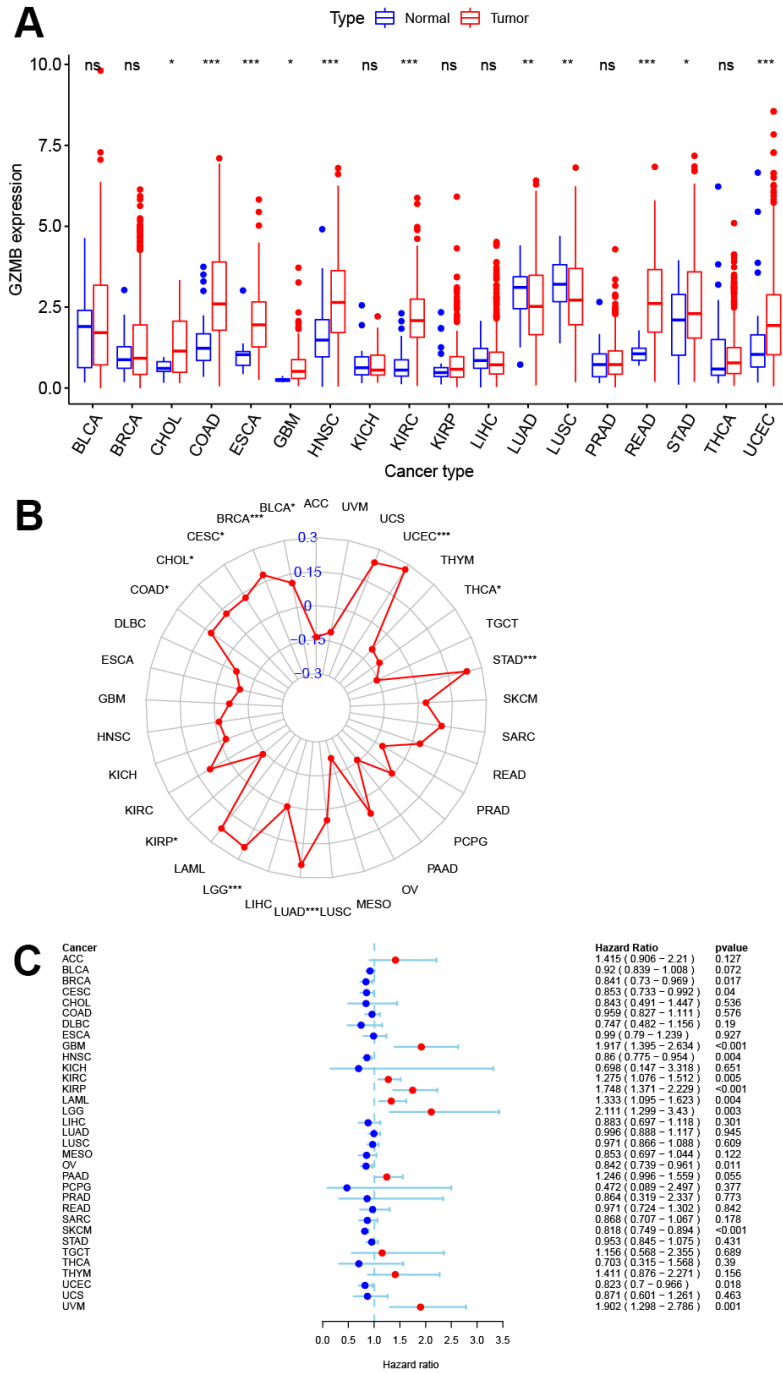 A
Type Normal Tumor
ns ns * *** *** * *** ns *** ns ns ** ** ns *** * ns ***
10.0
7.5
5.0
2.5
0.0
GZMB expression
BLCA BRCA CHOL COAD ESCA GBM HNSC KICH KIRC KIRP LIHC LUAD LUSC PRAD READ STAD THCA UCEC
Cancer type
B
ACC
UVM
UCS
UCEC***
THYM
THCA*
TGCT
STAD***
SKCM
SARC
READ
PRAD
PCPG
PAAD
OV
MESO
LUSC
LUAD***
LIHC
LGG***
LAML
KIRP*
KIRC
KICH
HNSC
GBM
ESCA
DLBC
COAD*
CHOL*
CESC*
BRCA***
BLCA*
0.3
0.15
0
−0.15
−0.3
C
Cancer Hazard Ratio pvalue
ACC 1.415 ( 0.906 − 2.21 ) 0.127
BLCA 0.92 ( 0.839 − 1.008 ) 0.072
BRCA 0.841 ( 0.73 − 0.969 ) 0.017
CESC 0.853 ( 0.733 − 0.992 ) 0.04
CHOL 0.843 ( 0.491 − 1.447 ) 0.536
COAD 0.959 ( 0.827 − 1.111 ) 0.576
DLBC 0.747 ( 0.482 − 1.156 ) 0.19
ESCA 0.99 ( 0.79 − 1.239 ) 0.927
GBM 1.917 ( 1.395 − 2.634 ) <0.001
HNSC 0.86 ( 0.775 − 0.954 ) 0.004
KICH 0.698 ( 0.147 − 3.318 ) 0.651
KIRC 1.275 ( 1.076 − 1.512 ) 0.005
KIRP 1.748 ( 1.371 − 2.229 ) <0.001
LAML 1.333 ( 1.095 − 1.623 ) 0.004
LGG 2.111 ( 1.299 − 3.43 ) 0.003
LIHC 0.883 ( 0.697 − 1.118 ) 0.301
LUAD 0.996 ( 0.888 − 1.117 ) 0.945
LUSC 0.971 ( 0.866 − 1.088 ) 0.609
MESO 0.853 ( 0.697 − 1.044 ) 0.122
OV 0.842 ( 0.739 − 0.961 ) 0.011
PAAD 1.246 ( 0.996 − 1.559 ) 0.055
PCPG 0.472 ( 0.089 − 2.497 ) 0.377
PRAD 0.864 ( 0.319 − 2.337 ) 0.773
READ 0.971 ( 0.724 − 1.302 ) 0.842
SARC 0.868 ( 0.707 − 1.067 ) 0.178
SKCM 0.818 ( 0.749 − 0.894 ) <0.001
STAD 0.953 ( 0.845 − 1.075 ) 0.431
TGCT 1.156 ( 0.568 − 2.355 ) 0.689
THCA 0.703 ( 0.315 − 1.568 ) 0.39
THYM 1.411 ( 0.876 − 2.271 ) 0.156
UCEC 0.823 ( 0.7 − 0.966 ) 0.018
UCS 0.871 ( 0.601 − 1.261 ) 0.463
UVM 1.902 ( 1.298 − 2.786 ) 0.001
0.0 0.5 1.0 1.5 2.0 2.5 3.0 3.5
Hazard ratio